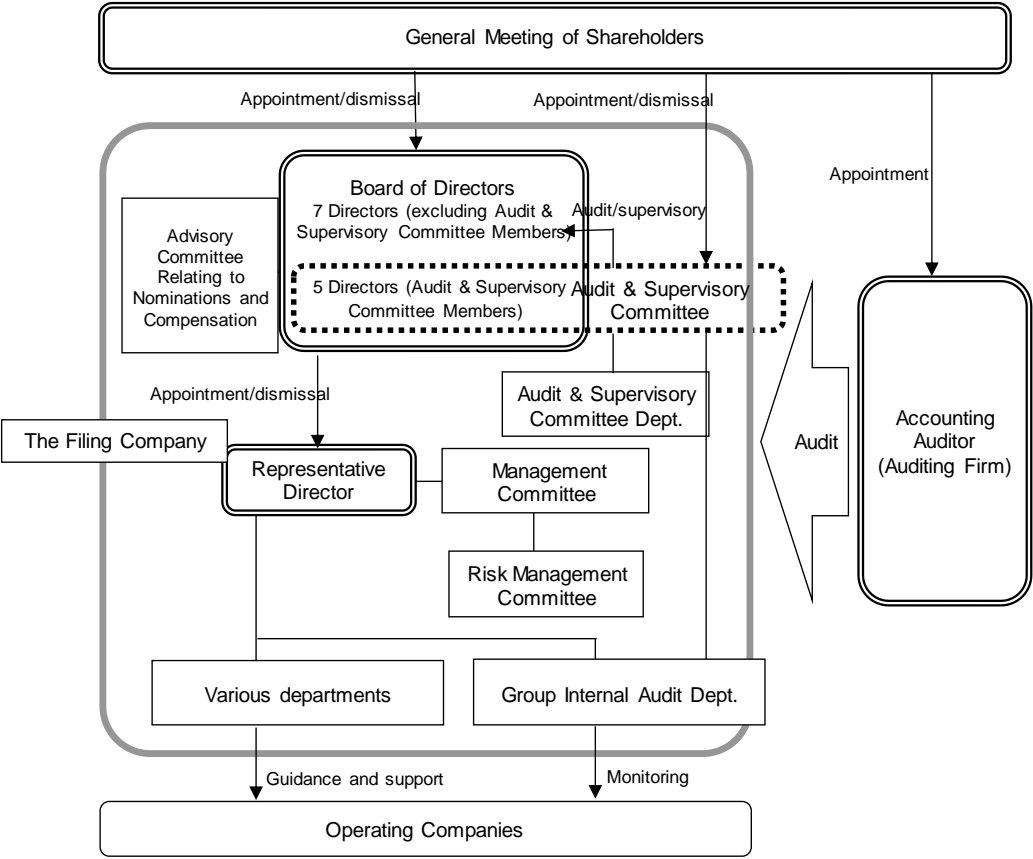 General Meeting of Shareholders
Appointment/dismissal
Appointment/dismissal
Appointment
Board of Directors
7 Directors (excluding Audit &
Supervisory Committee Members)
Audit/supervisory
Advisory
Committee
Relating to
Nominations and
Compensation
5 Directors (Audit & Supervisory
Committee Members)
Audit & Supervisory
Committee
Appointment/dismissal
Audit & Supervisory
Committee Dept.
The Filing Company
Representative
Director
Management
Committee
Risk Management
Committee
Audit
Accounting
Auditor
(Auditing Firm)
Various departments
Group Internal Audit Dept.
Guidance and support
Monitoring
Operating Companies